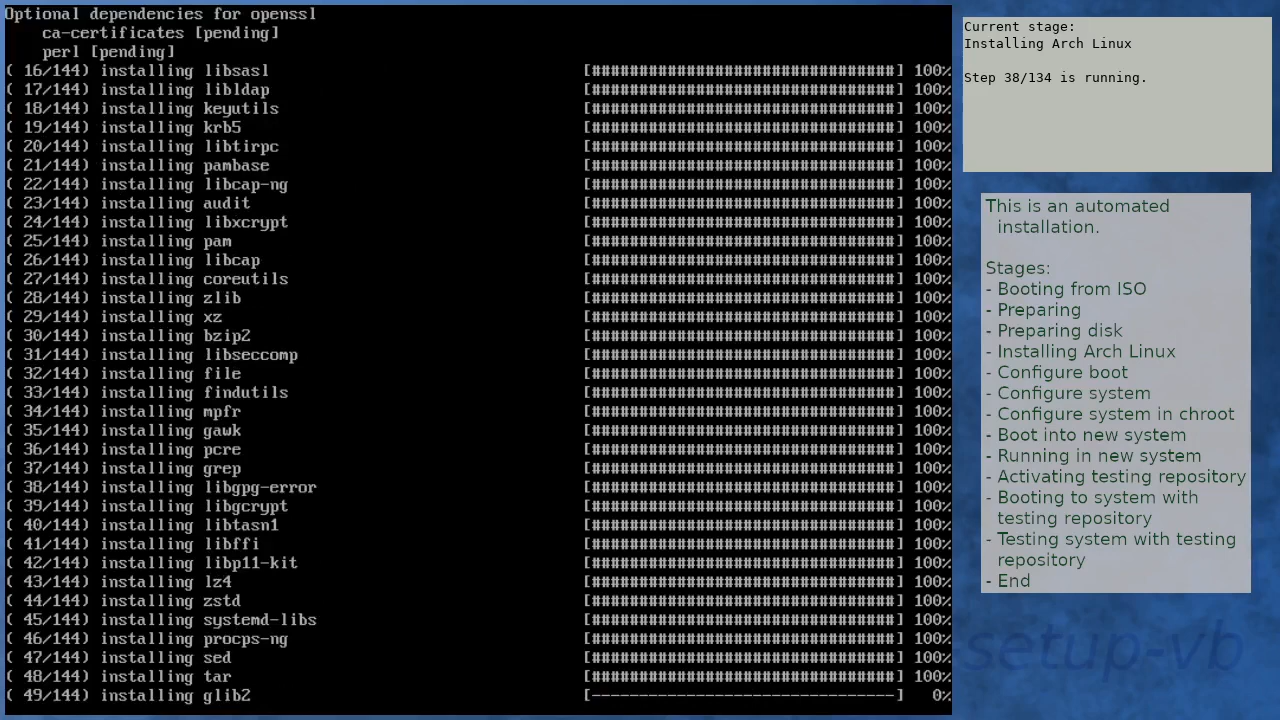 Optional dependencies for openssl
    ca-certificates [pending]
    perl [pending]
( 16/144) installing libsasl [################################] 100%
( 17/144) installing libldap [################################] 100%
( 18/144) installing keyutils [################################] 100%
( 19/144) installing krb5 [################################] 100%
( 20/144) installing libtirpc [################################] 100%
( 21/144) installing pambase [################################] 100%
( 22/144) installing libcap-ng [################################] 100%
( 23/144) installing audit [################################] 100%
( 24/144) installing libxcrypt [################################] 100%
( 25/144) installing pam [################################] 100%
( 26/144) installing libcap [################################] 100%
( 27/144) installing coreutils [################################] 100%
( 28/144) installing zlib [################################] 100%
( 29/144) installing xz [################################] 100%
( 30/144) installing bzip2 [################################] 100%
( 31/144) installing libseccomp [################################] 100%
( 32/144) installing file [################################] 100%
( 33/144) installing findutils [################################] 100%
( 34/144) installing mpfr [################################] 100%
( 35/144) installing gawk [################################] 100%
( 36/144) installing pcre [################################] 100%
( 37/144) installing grep [################################] 100%
( 38/144) installing libgpg-error [################################] 100%
( 39/144) installing libgcrypt [################################] 100%
( 40/144) installing libtasn1 [################################] 100%
( 41/144) installing libffi [################################] 100%
( 42/144) installing libp11-kit [################################] 100%
( 43/144) installing lz4 [################################] 100%
( 44/144) installing zstd [################################] 100%
( 45/144) installing systemd-libs [################################] 100%
( 46/144) installing procps-ng [################################] 100%
( 47/144) installing sed [################################] 100%
( 48/144) installing tar [################################] 100%
( 49/144) installing glib2 [--------------------------------] 0%
Current stage:
Installing Arch Linux
Step 38/134 is running.
This is an automated
installation.
Stages:
- Booting from ISO
- Preparing
- Preparing disk
- Installing Arch Linux
- Configure boot
- Configure system
- Configure system in chroot
- Boot into new system
- Running in new system
- Activating testing repository
- Booting to system with
testing repository
- Testing system with testing
repository
- End
setup-vb